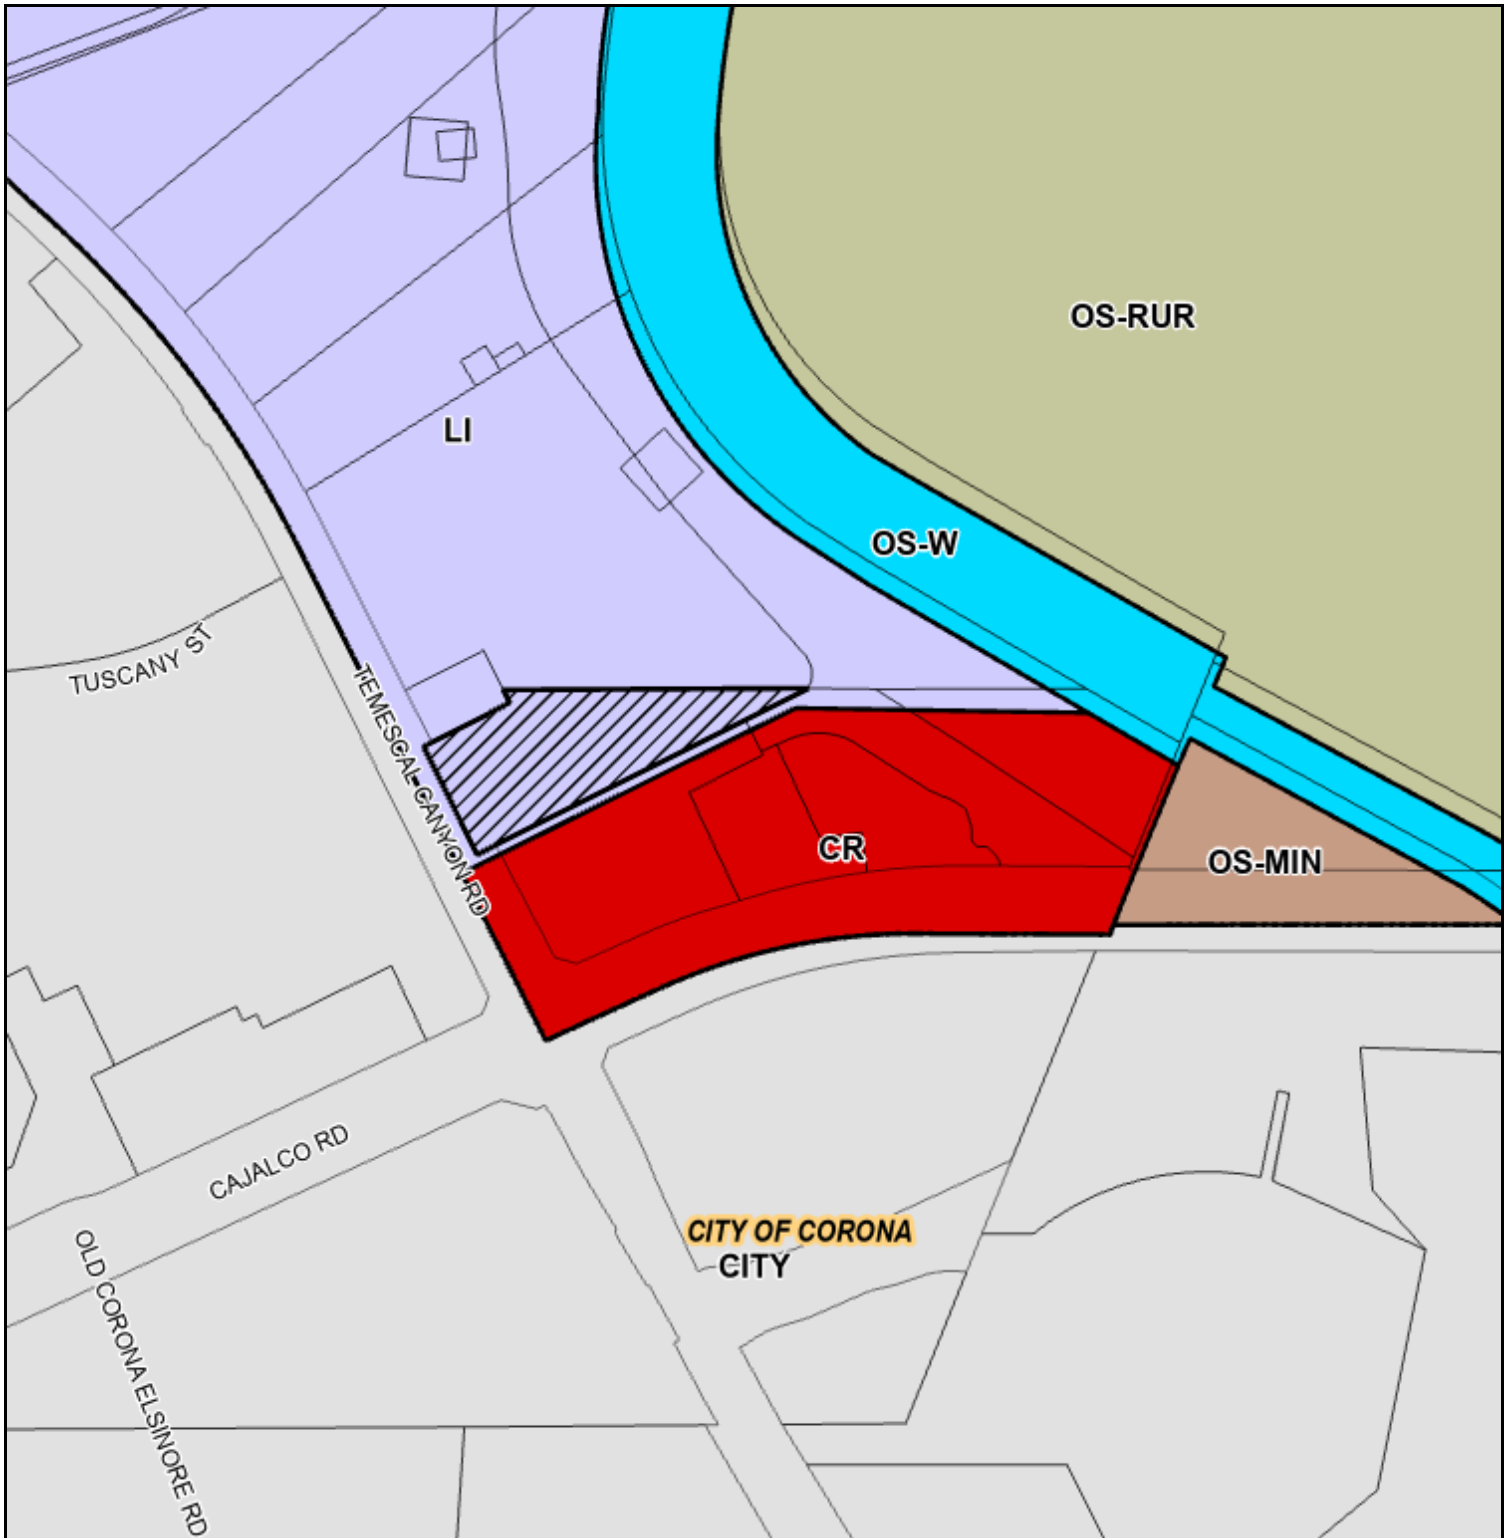 OS-RUR
LI
OS-W
TUSCANY ST
TEMESCAL CANYON RD
CR
OS-MIN
CAJALCO RD
CITY OF CORONA
CITY
OLD CORONA ELSINORE RD